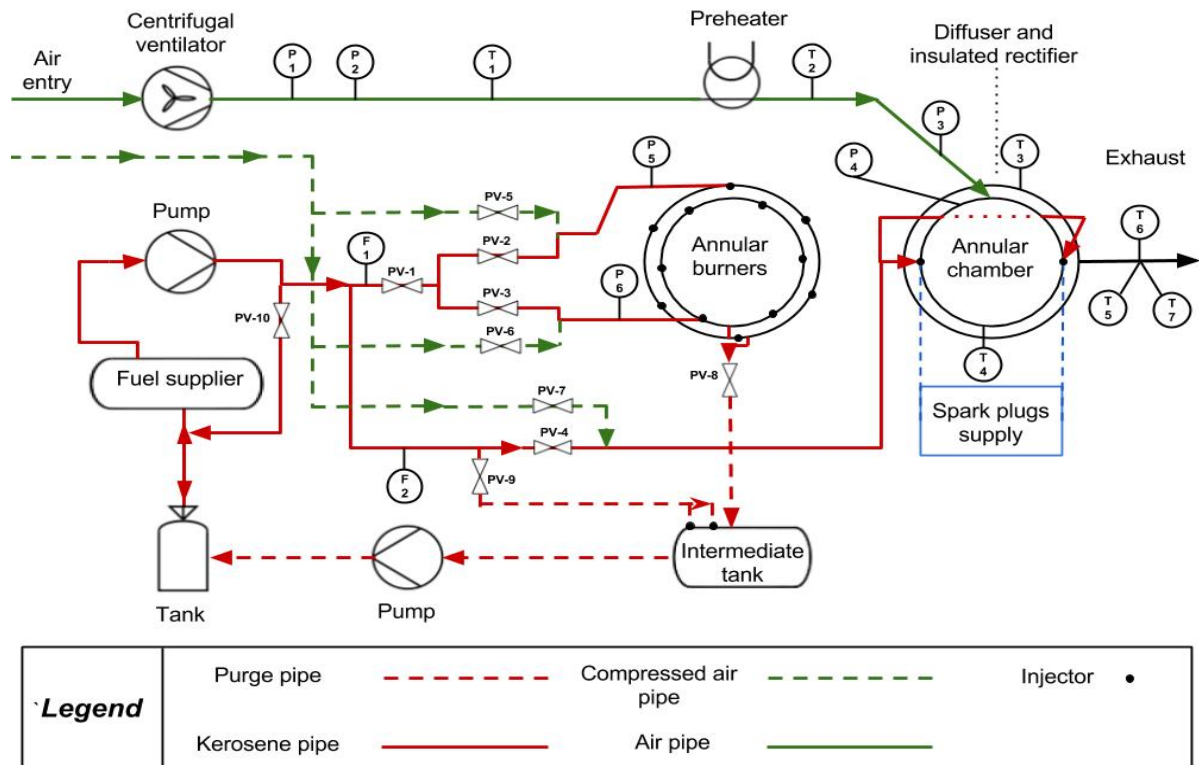 Centrifugal
ventilator
Preheater
Diffuser and
insulated rectifier
Air
entry
P
1
P
2
T
1
T
2
P
3
T
3
P
4
P
5
Exhaust
Pump
PV-5
F
1
PV-2
PV-1
Annular
burners
Annular
chamber
T
6
PV-3
P
6
T
5
T
7
PV-10
PV-6
T
4
Fuel supplier
PV-8
PV-7
PV-4
Spark plugs
supply
F
2
PV-9
Intermediate
tank
Tank
Pump
`Legend
Purge pipe
Compressed air
pipe
Injector
Kerosene pipe
Air pipe